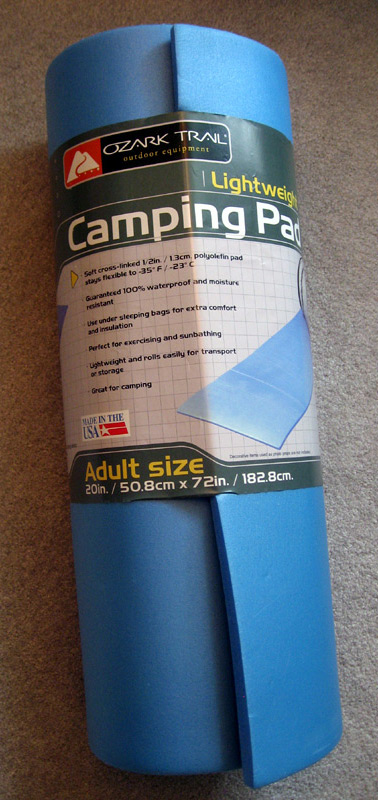 OZARK TRAIL
outdoor equipment
Lightweight
Camping Pad
· Soft cross-linked 1/2in. / 1.3cm. polyolefin pad
stays flexible to -35° F / -23° C.
· Guaranteed 100% waterproof and moisture
resistant
· Use under sleeping bags for extra comfort
and insulation
· Perfect for exercising and sunbathing
· Lightweight and rolls easily for transport
or storage
· Great for camping
MADE IN THE
USA
Adult size
20in. / 50.8cm x 72in. / 182.8cm.